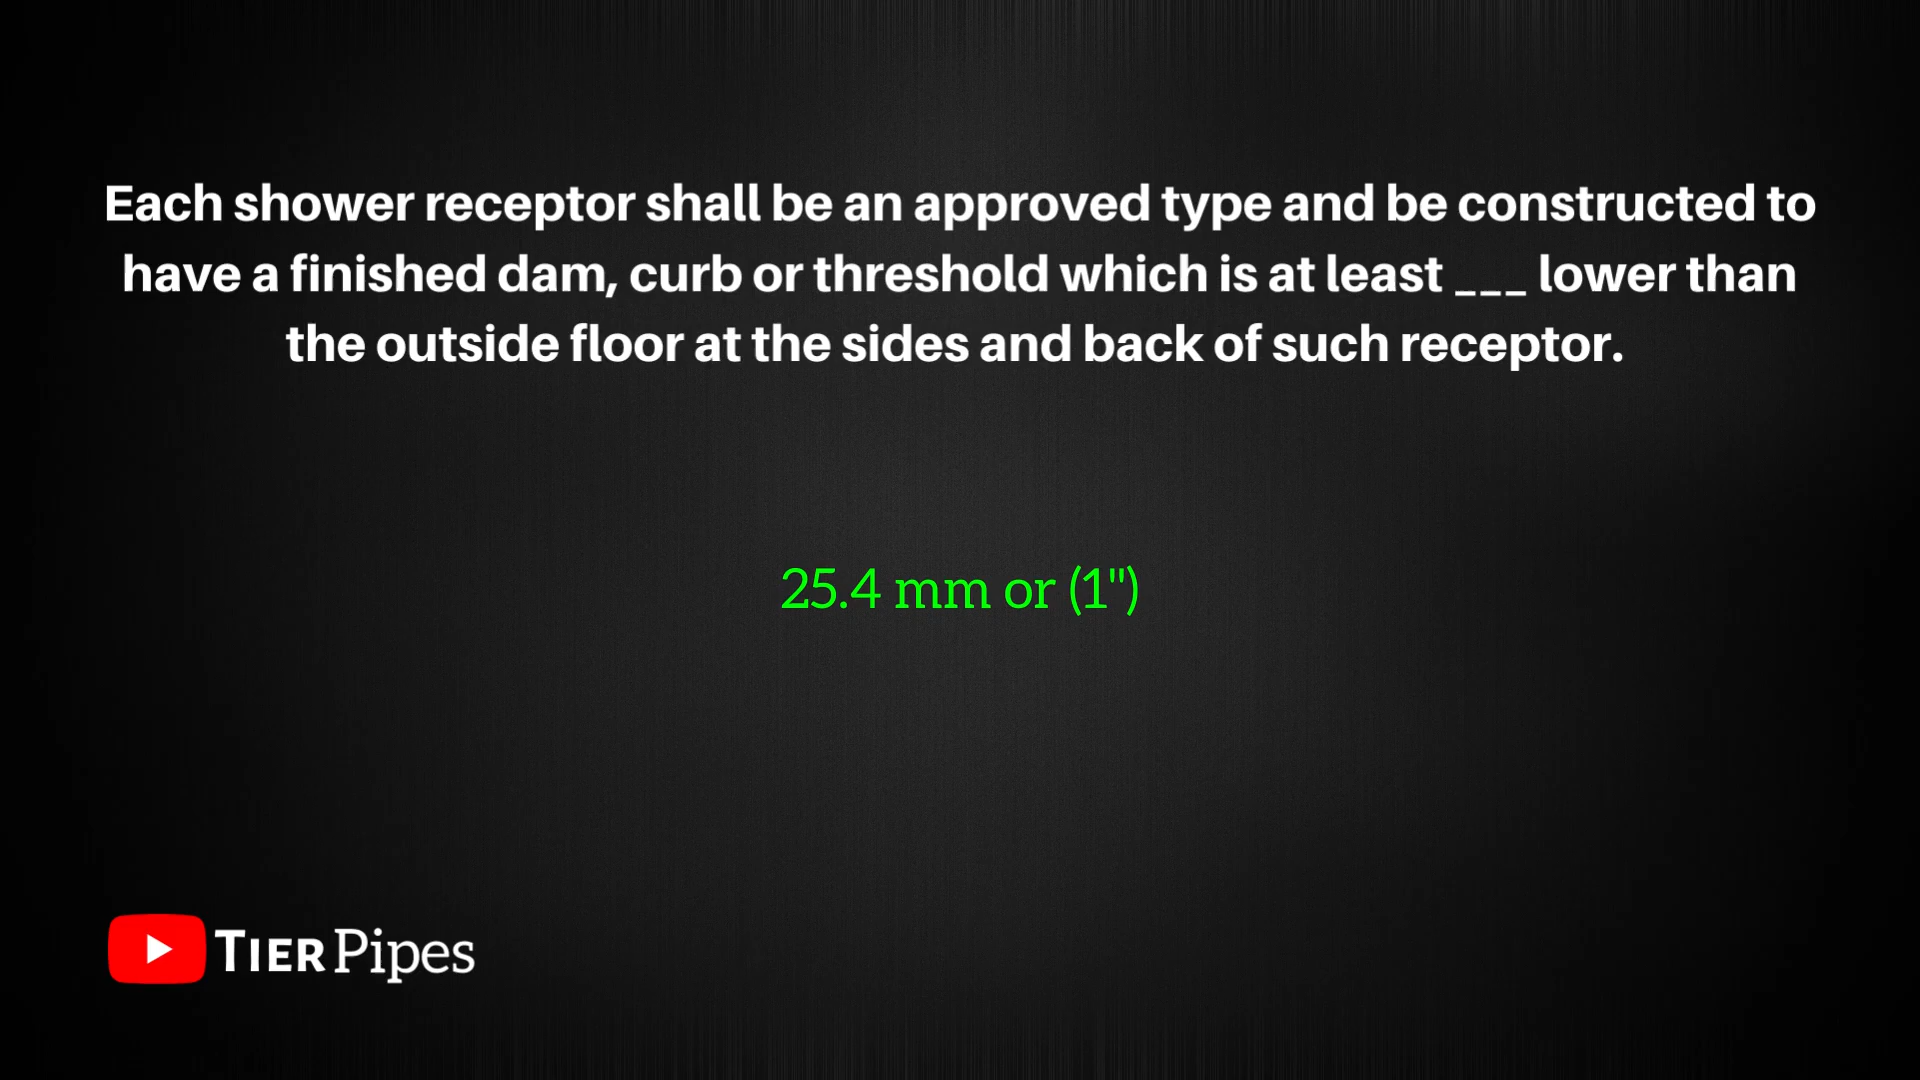 Each shower receptor shall be an approved type and be constructed to
have a finished dam, curb or threshold which is at least ___ lower than
the outside floor at the sides and back of such receptor.
25.4 mm or (1")
TIER Pipes